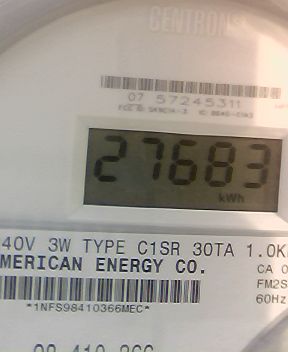 CENTRON®
07 57245311
27683
kWh
40V 3W TYPE C1SR 30TA 1.0K
MERICAN ENERGY CO.
CA 0
FM2S
60Hz
*1NFS98410366MEC*